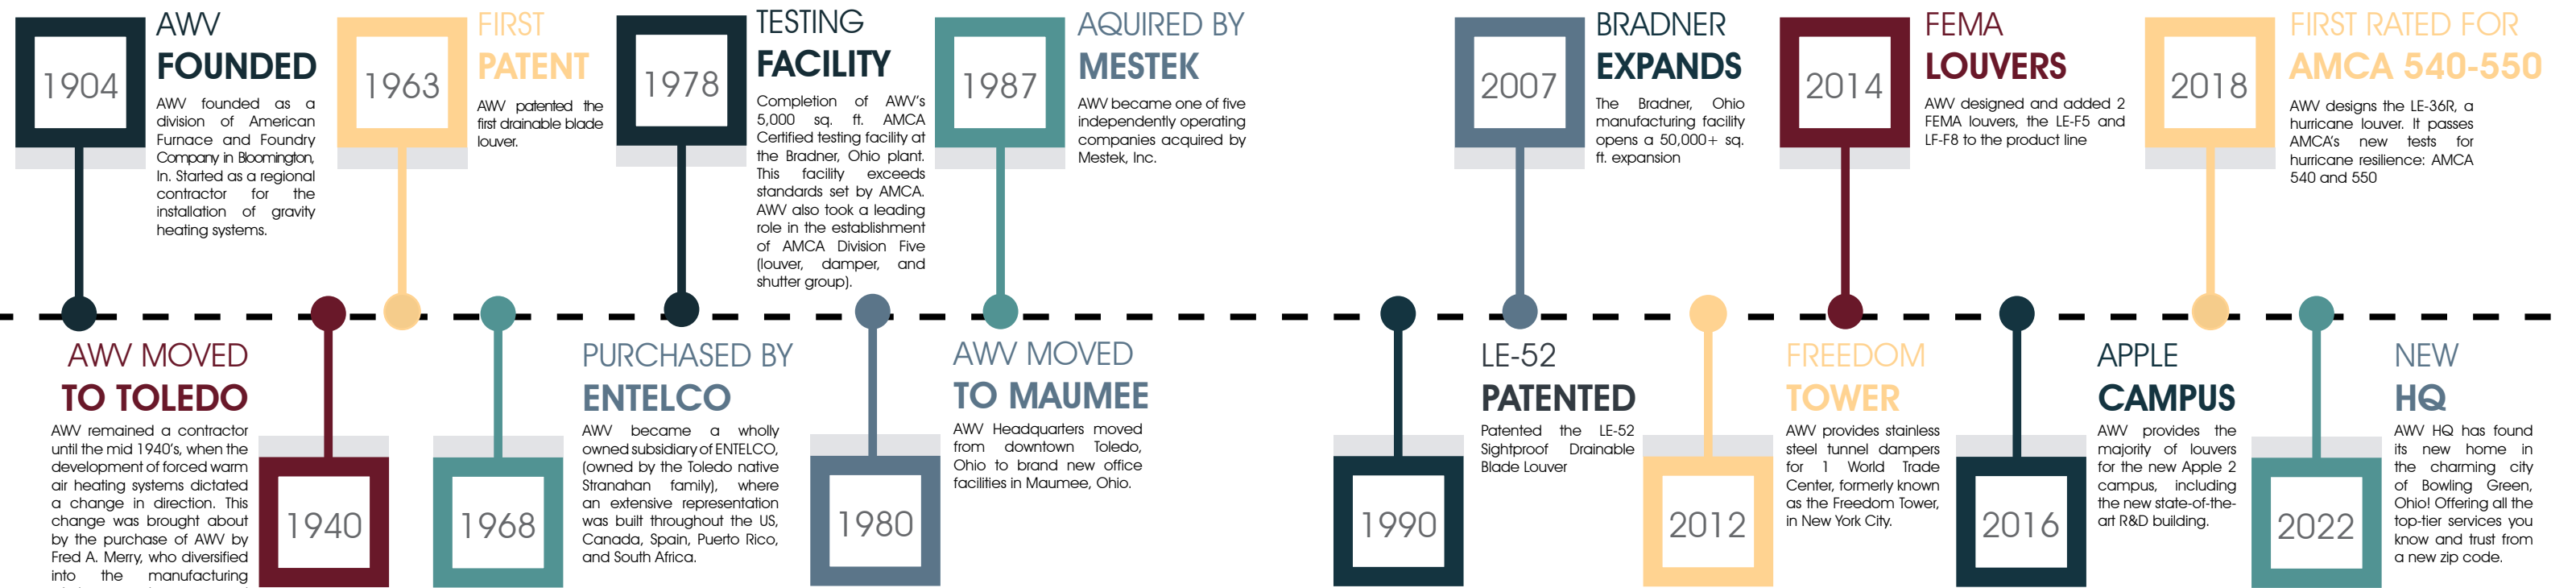 1904
AWV
FOUNDED
AWV founded as a
division of American
Furnace and Foundry
Company in Bloomington,
In. Started as a regional
contractor for the
installation of gravity
heating systems.
1963
FIRST
PATENT
AWV patented the
first drainable blade
louver.
1978
TESTING
FACILITY
Completion of AWV's
5,000 sq. ft. AMCA
Certified testing facility at
the Bradner, Ohio plant.
This facility exceeds
standards set by AMCA.
AWV also took a leading
role in the establishment
of AMCA Division Five
(louver, damper, and
shutter group).
1987
AQUIRED BY
MESTEK
AWV became one of five
independently operating
companies acquired by
Mestek, Inc.
2007
BRADNER
EXPANDS
The Bradner, Ohio
manufacturing facility
opens a 50,000+ sq.
ft. expansion
2014
FEMA
LOUVERS
AWV designed and added 2
FEMA louvers, the LE-F5 and
LF-F8 to the product line
2018
FIRST RATED FOR
AMCA 540-550
AWV designs the LE-36R, a
hurricane louver. It passes
AMCA's new tests for
hurricane resilience: AMCA
540 and 550
AWV MOVED
TO TOLEDO
AWV remained a contractor
until the mid 1940's, when the
development of forced warm
air heating systems dictated
a change in direction. This
change was brought about
by the purchase of AWV by
Fred A. Merry, who diversified
into the manufacturing
1940
1968
PURCHASED BY
ENTELCO
AWV became a wholly
owned subsidiary of ENTELCO,
(owned by the Toledo native
Stranahan family), where
an extensive representation
was built throughout the US,
Canada, Spain, Puerto Rico,
and South Africa.
1980
AWV MOVED
TO MAUMEE
AWV Headquarters moved
from downtown Toledo,
Ohio to brand new office
facilities in Maumee, Ohio.
1990
LE-52
PATENTED
Patented the LE-52
Sightproof Drainable
Blade Louver
2012
FREEDOM
TOWER
AWV provides stainless
steel tunnel dampers
for 1 World Trade
Center, formerly known
as the Freedom Tower,
in New York City.
2016
APPLE
CAMPUS
AWV provides the
majority of louvers
for the new Apple 2
campus, including
the new state-of-the-
art R&D building.
2022
NEW
HQ
AWV HQ has found
its new home in
the charming city
of Bowling Green,
Ohio! Offering all the
top-tier services you
know and trust from
a new zip code.